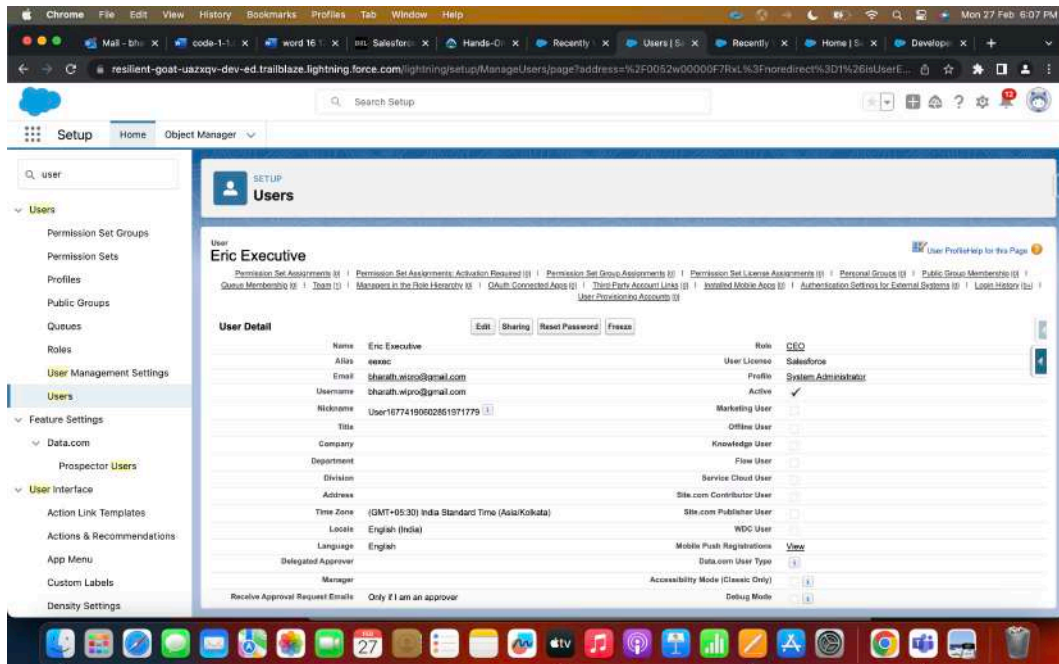 Chrome File Edit View History Bookmarks Profiles Tab Window Help Mon 27 Feb 6:07 PM
Mail - bh code-1-1 word 16 Salesforc Hands-O Recently Users | S Recently Home | S Develope
resilient-goat-uazxqv-dev-ed.trailblaze.lightning.force.com/lightning/setup/ManageUsers/page?address=%2F0052w00000F7RxL%3Fnoredirect%3D1%26isUserE...
Search Setup
Setup Home Object Manager
user
SETUP
Users
Users
Permission Set Groups
Permission Sets
Profiles
Public Groups
Queues
Roles
User Management Settings
Users
Feature Settings
Data.com
Prospector Users
User Interface
Action Link Templates
Actions & Recommendations
App Menu
Custom Labels
Density Settings
User
Eric Executive
User Profile Help for this Page
Permission Set Assignments [0] | Permission Set Assignments: Activation Required [0] | Permission Set Group Assignments [0] | Permission Set License Assignments [0] | Personal Groups [0] | Public Group Membership [0] |
Queue Membership [0] | Team [1] | Managers in the Role Hierarchy [0] | OAuth Connected Apps [0] | Third-Party Account Links [0] | Installed Mobile Apps [0] | Authentication Settings for External Systems [0] | Login History [5+] |
User Provisioning Accounts [0]
User Detail Edit Sharing Reset Password Freeze
Name Eric Executive Role CEO
Alias eexec User License Salesforce
Email bharath.wipro@gmail.com Profile System Administrator
Username bharath.wipro@gmail.com Active
Nickname User16774190602861971779 Marketing User
Title Offline User
Company Knowledge User
Department Flow User
Division Service Cloud User
Address Site.com Contributor User
Time Zone (GMT+05:30) India Standard Time (Asia/Kolkata) Site.com Publisher User
Locale English (India) WDC User
Language English Mobile Push Registrations View
Delegated Approver Data.com User Type
Manager Accessibility Mode (Classic Only)
Receive Approval Request Emails Only if I am an approver Debug Mode
FEB
27
tv